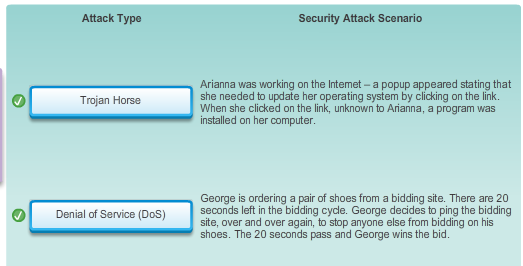 Attack Type
Security Attack Scenario
Trojan Horse
Arianna was working on the Internet – a popup appeared stating that
she needed to update her operating system by clicking on the link.
When she clicked on the link, unknown to Arianna, a program was
installed on her computer.
Denial of Service (DoS)
George is ordering a pair of shoes from a bidding site. There are 20
seconds left in the bidding cycle. George decides to ping the bidding
site, over and over again, to stop anyone else from bidding on his
shoes. The 20 seconds pass and George wins the bid.